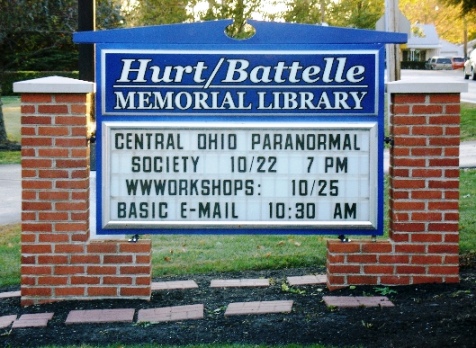 Hurt/Battelle
MEMORIAL LIBRARY
CENTRAL OHIO PARANORMAL
SOCIETY 10/22 7 PM
WWWORKSHOPS: 10/25
BASIC E-MAIL 10:30 AM